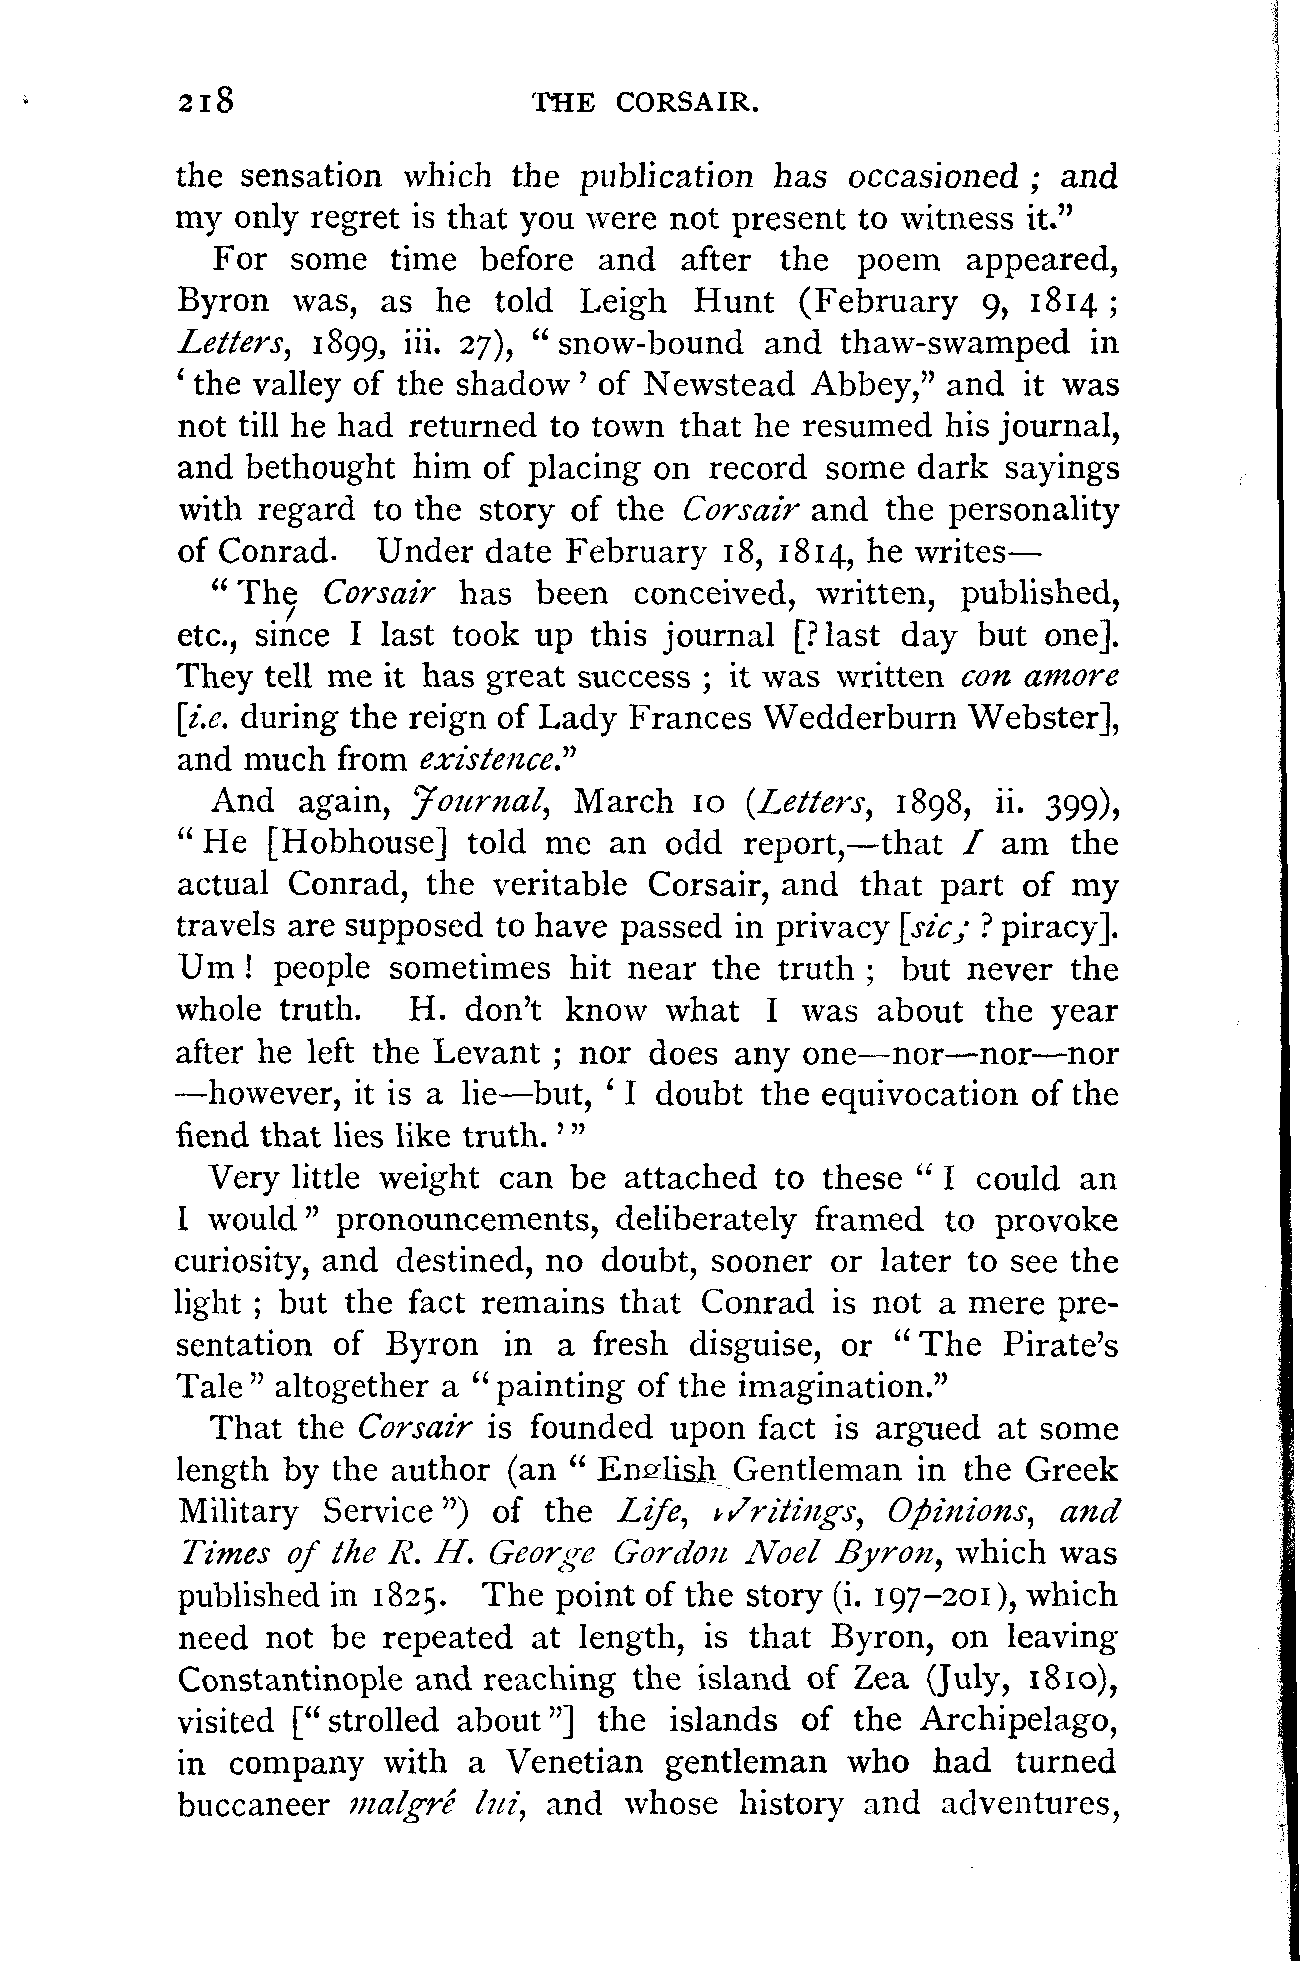 218 THE CORSAIR.
the sensation which the publication has occasioned ; and
my only regret is that you were not present to witness it.”
For some time before and after the poem appeared,
Byron was, as he told Leigh Hunt (February 9, 1814 ;
Letters, 1899, iii. 27), “ snow-bound and thaw-swamped in
‘ the valley of the shadow ’ of Newstead Abbey,” and it was
not till he had returned to town that he resumed his journal,
and bethought him of placing on record some dark sayings
with regard to the story of the Corsair and the personality
of Conrad. Under date February 18, 1814, he writes—
“ The Corsair has been conceived, written, published,
etc., since I last took up this journal [? last day but one].
They tell me it has great success ; it was written con amore
[i.e. during the reign of Lady Frances Wedderburn Webster],
and much from existence.”
And again, Journal, March 10 (Letters, 1898, ii. 399),
“ He [Hobhouse] told me an odd report,—that I am the
actual Conrad, the veritable Corsair, and that part of my
travels are supposed to have passed in privacy [sic; ? piracy].
Um ! people sometimes hit near the truth ; but never the
whole truth. H. don’t know what I was about the year
after he left the Levant ; nor does any one—nor—nor—nor
—however, it is a lie—but, ‘ I doubt the equivocation of the
fiend that lies like truth. ’ ”
Very little weight can be attached to these “ I could an
I would ” pronouncements, deliberately framed to provoke
curiosity, and destined, no doubt, sooner or later to see the
light ; but the fact remains that Conrad is not a mere pre-
sentation of Byron in a fresh disguise, or “ The Pirate’s
Tale ” altogether a “ painting of the imagination.”
That the Corsair is founded upon fact is argued at some
length by the author (an “ English Gentleman in the Greek
Military Service ”) of the Life, Writings, Opinions, and
Times of the R. H. George Gordon Noel Byron, which was
published in 1825. The point of the story (i. 197–201), which
need not be repeated at length, is that Byron, on leaving
Constantinople and reaching the island of Zea (July, 1810),
visited [“ strolled about ”] the islands of the Archipelago,
in company with a Venetian gentleman who had turned
buccaneer malgré lui, and whose history and adventures,